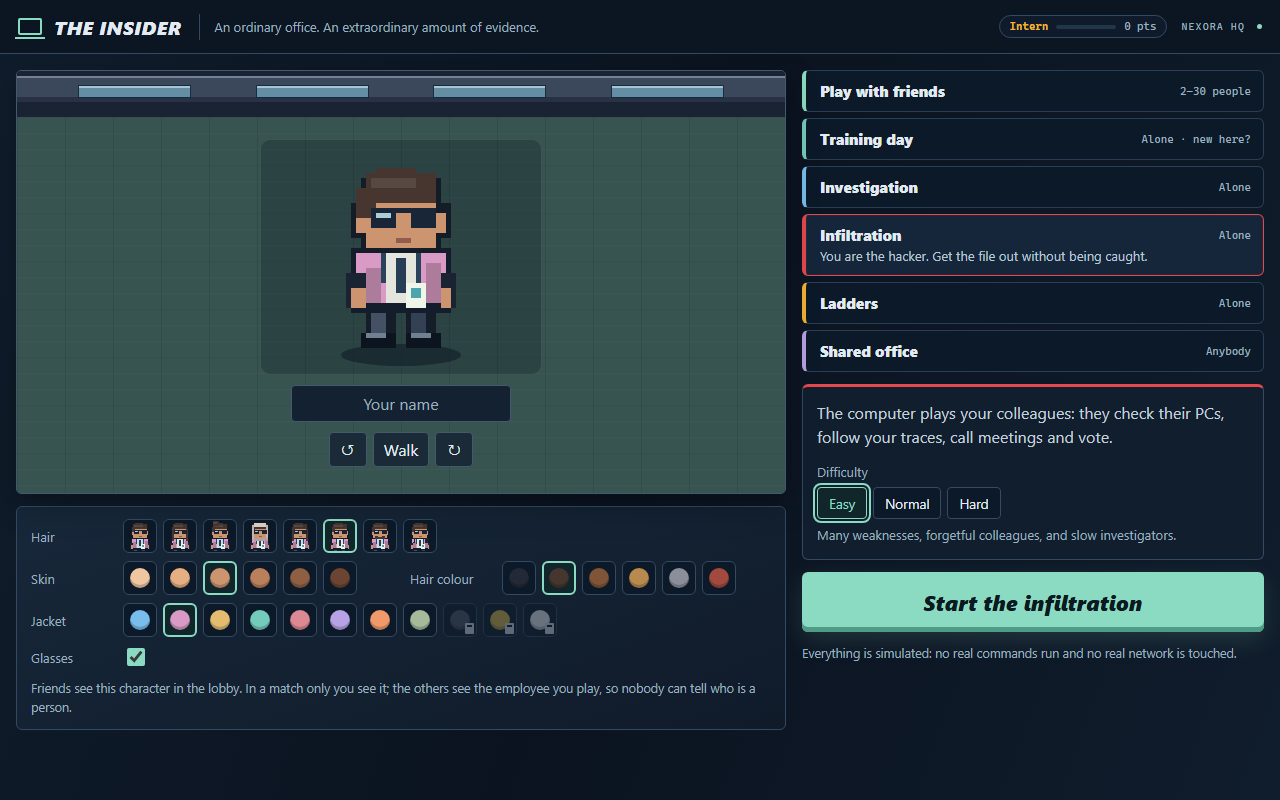 THE INSIDER
An ordinary office. An extraordinary amount of evidence.
Intern 0 pts
NEXORA HQ
Your name
↺ Walk ↻
Hair
Skin
Hair colour
Jacket
Glasses
Friends see this character in the lobby. In a match only you see it; the others see the employee you play, so nobody can tell who is a
person.
Play with friends 2–30 people
Training day Alone · new here?
Investigation Alone
Infiltration Alone
You are the hacker. Get the file out without being caught.
Ladders Alone
Shared office Anybody
The computer plays your colleagues: they check their PCs,
follow your traces, call meetings and vote.
Difficulty
Easy Normal Hard
Many weaknesses, forgetful colleagues, and slow investigators.
Start the infiltration
Everything is simulated: no real commands run and no real network is touched.